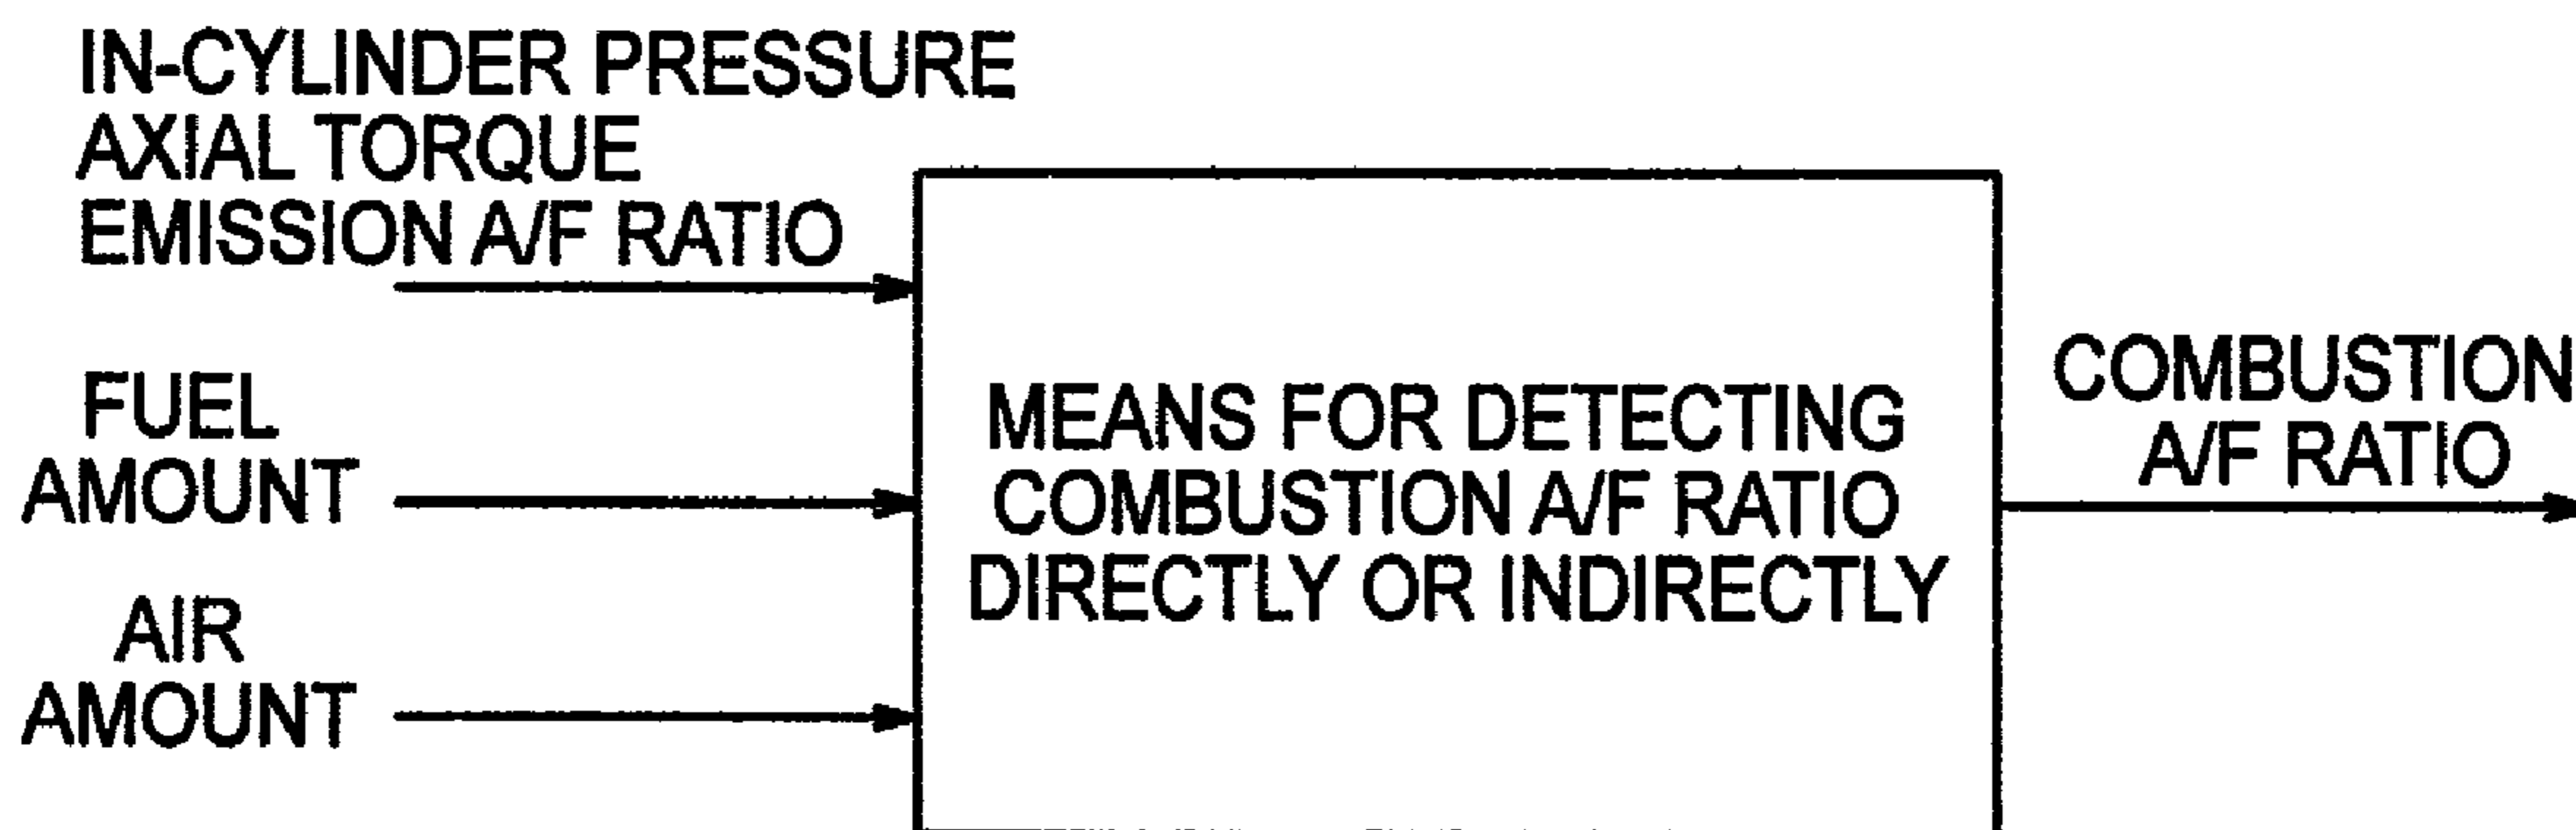 IN-CYLINDER PRESSURE
AXIAL TORQUE
EMISSION A/F RATIO
FUEL
AMOUNT
AIR
AMOUNT
MEANS FOR DETECTING
COMBUSTION A/F RATIO
DIRECTLY OR INDIRECTLY
COMBUSTION
A/F RATIO